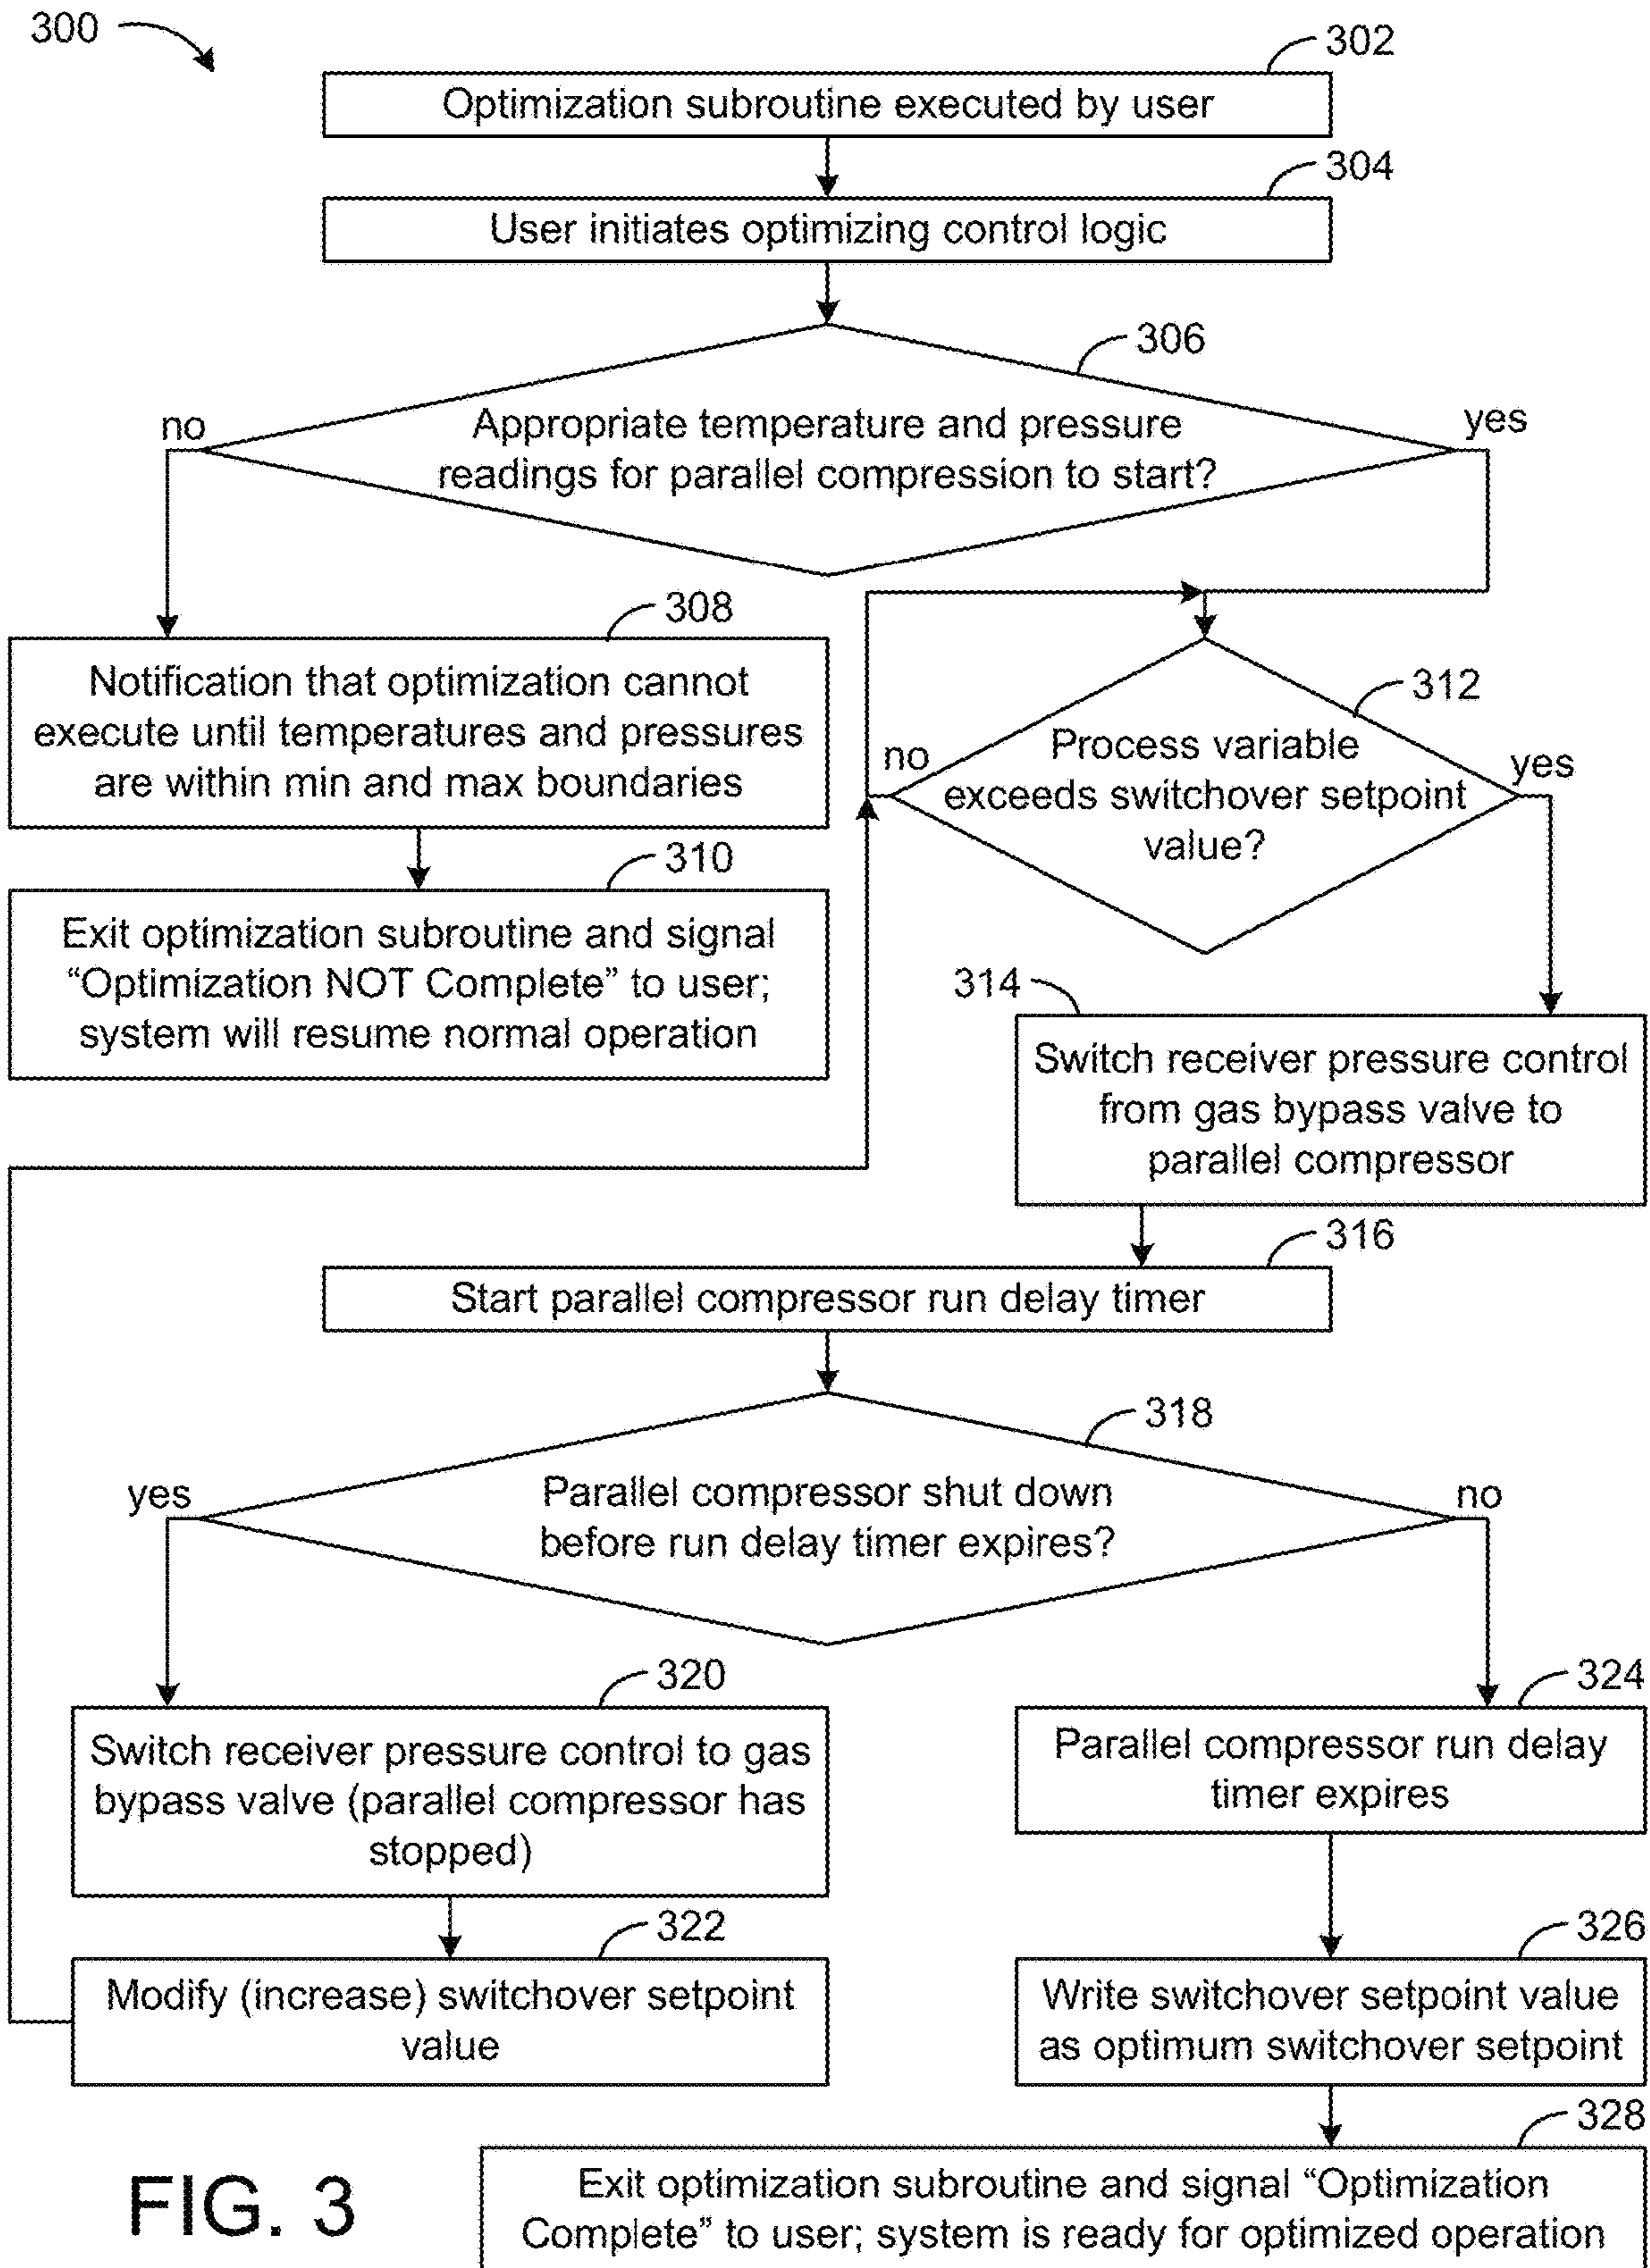 300
302
Optimization subroutine executed by user
304
User initiates optimizing control logic
306
Appropriate temperature and pressure
readings for parallel compression to start?
no
yes
308
Notification that optimization cannot
execute until temperatures and pressures
are within min and max boundaries
310
Exit optimization subroutine and signal
“Optimization NOT Complete” to user;
system will resume normal operation
312
Process variable
exceeds switchover setpoint
value?
no
yes
314
Switch receiver pressure control
from gas bypass valve to
parallel compressor
316
Start parallel compressor run delay timer
318
Parallel compressor shut down
before run delay timer expires?
yes
no
320
Switch receiver pressure control to gas
bypass valve (parallel compressor has
stopped)
322
Modify (increase) switchover setpoint
value
324
Parallel compressor run delay
timer expires
326
Write switchover setpoint value
as optimum switchover setpoint
328
Exit optimization subroutine and signal “Optimization
Complete” to user; system is ready for optimized operation
FIG. 3